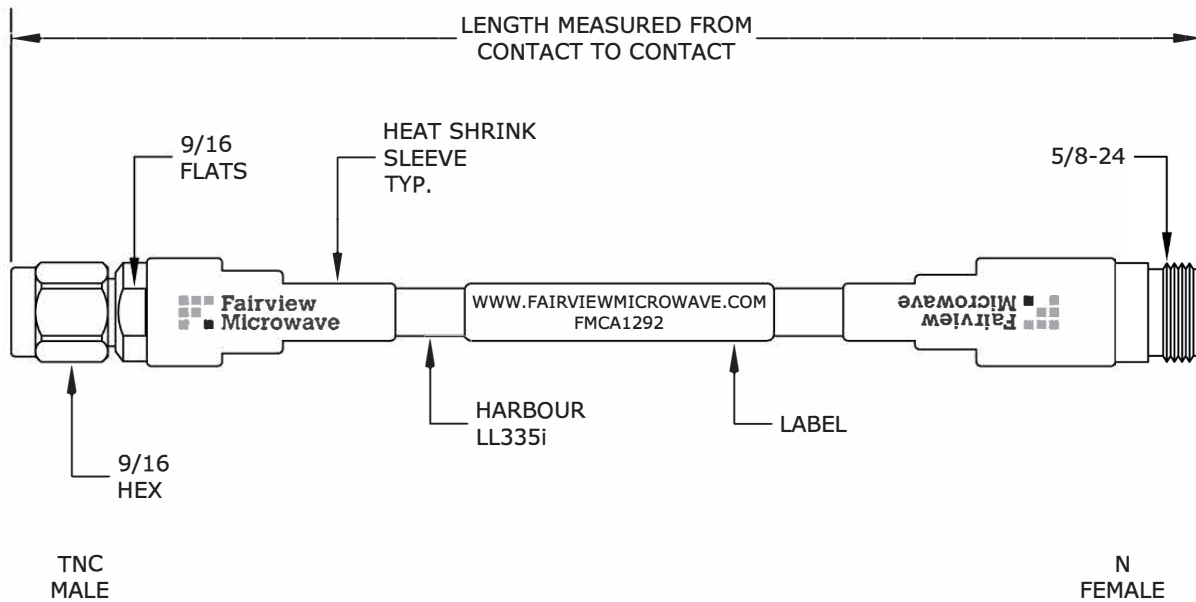 LENGTH MEASURED FROM
CONTACT TO CONTACT
9/16
FLATS
HEAT SHRINK
SLEEVE
TYP.
5/8-24
Fairview
Microwave
WWW.FAIRVIEWMICROWAVE.COM
FMCA1292
Fairview
Microwave
HARBOUR
LL335i
LABEL
9/16
HEX
TNC
MALE
N
FEMALE